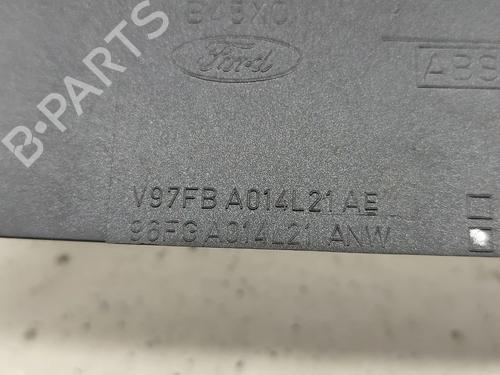 Ford
ABS
V97FB A014L21 AE
96FG A014L21 ANW
B-PARTS